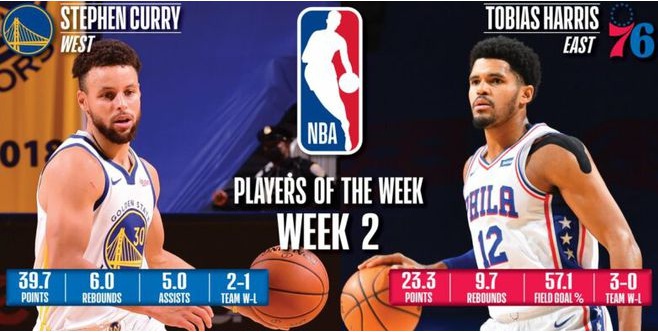 STEPHEN CURRY
WEST
TOBIAS HARRIS
EAST
76
NBA
018
PLAYERS OF THE WEEK
WEEK 2
GOLDEN STATE
30
PHILA
12
39.7
POINTS
6.0
REBOUNDS
5.0
ASSISTS
2-1
TEAM W-L
23.3
POINTS
9.7
REBOUNDS
57.1
FIELD GOAL %
3-0
TEAM W-L